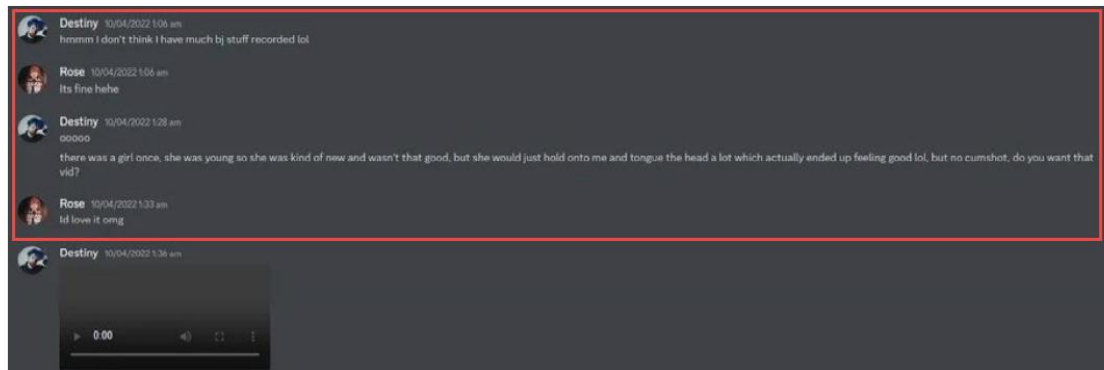 Destiny 10/04/2022 1:06 am
hmmm I don't think I have much bj stuff recorded lol
Rose 10/04/2022 1:06 am
Its fine hehe
Destiny 10/04/2022 1:28 am
ooooo
there was a girl once, she was young so she was kind of new and wasn't that good, but she would just hold onto me and tongue the head a lot which actually ended up feeling good lol, but no cumshot, do you want that
vid?
Rose 10/04/2022 1:33 am
Id love it omg
Destiny 10/04/2022 1:36 am
0:00